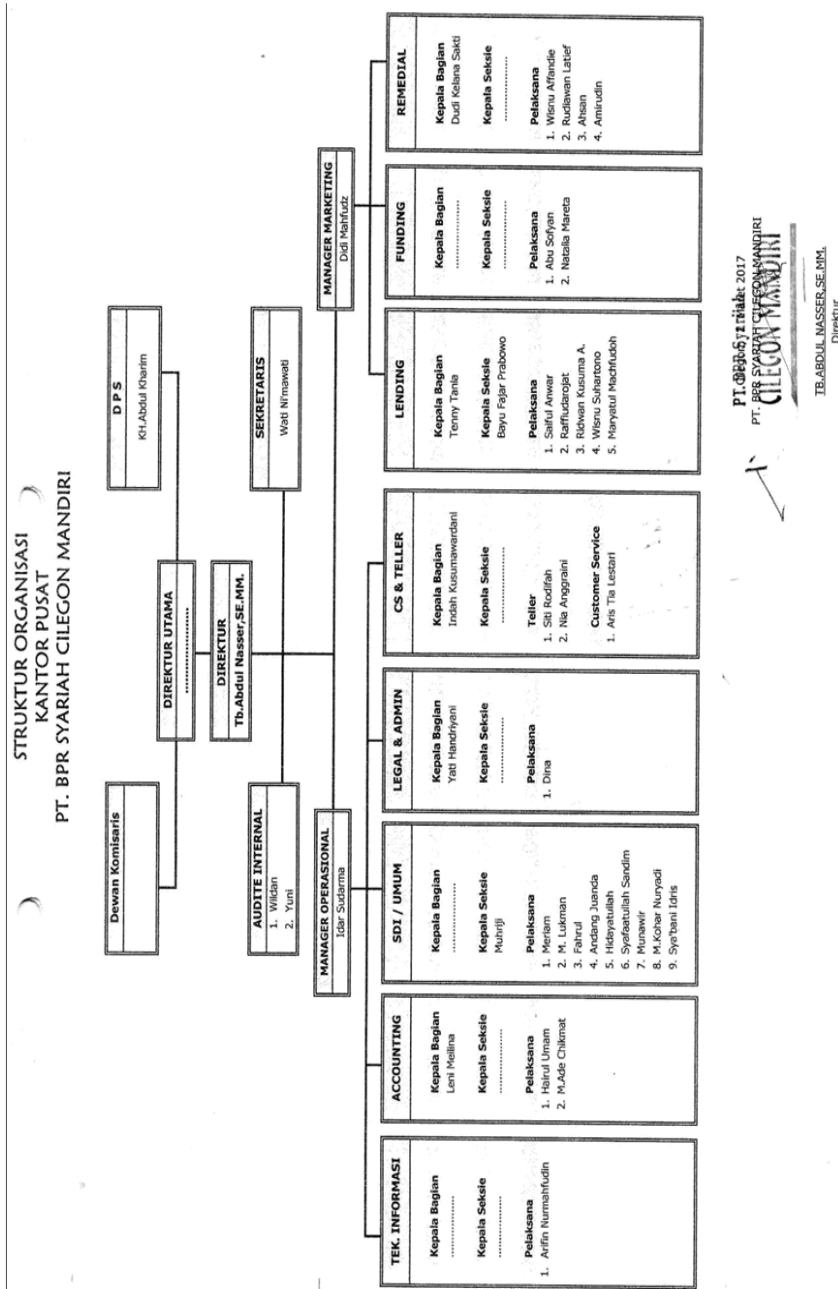 STRUKTUR ORGANISASI
KANTOR PUSAT
PT. BPR SYARIAH CILEGON MANDIRI
Dewan Komisaris
DIREKTUR UTAMA
........................
D P S
KH.Abdul Kharim
DIREKTUR
Tb.Abdul Nasser,SE.MM.
AUDITE INTERNAL
1. Wildan
2. Yuni
SEKRETARIS
Wati Ni'mawati
MANAGER OPERASIONAL
Idar Sudarma
MANAGER MARKETING
Didi Mahfudz
TEK. INFORMASI
Kepala Bagian
........................
Kepala Seksie
........................
Pelaksana
1. Arifin Nurmahfudin
ACCOUNTING
Kepala Bagian
Leni Meilina
Kepala Seksie
........................
Pelaksana
1. Hairul Umam
2. M.Ade Chikmat
SDI / UMUM
Kepala Bagian
........................
Kepala Seksie
Muhriji
Pelaksana
1. Meriam
2. M. Lukman
3. Fahrul
4. Andang Juanda
5. Hidayatullah
6. Syafaatullah Sandim
7. Munawir
8. M.Kohar Nuryadi
9. Sya'bani Idris
LEGAL & ADMIN
Kepala Bagian
Yati Handriyani
Kepala Seksie
........................
Pelaksana
1. Dina
CS & TELLER
Kepala Bagian
Indah Kusumawardani
Kepala Seksie
........................
Teller
1. Siti Rodifah
2. Nia Anggraini
Customer Service
1. Aris Tia Lestari
LENDING
Kepala Bagian
Tenny Tania
Kepala Seksie
Bayu Fajar Prabowo
Pelaksana
1. Saiful Anwar
2. Raffiudarojat
3. Ridwan Kusuma A.
4. Wisnu Suhartono
5. Maryatul Machfudoh
FUNDING
Kepala Bagian
........................
Kepala Seksie
........................
Pelaksana
1. Abu Sofyan
2. Natalia Mareta
REMEDIAL
Kepala Bagian
Dudi Kelana Sakti
Kepala Seksie
........................
Pelaksana
1. Wisnu Affandie
2. Rudiawan Latief
3. Ahsan
4. Amirudin
2017
PT. BPR SYARIAH CILEGON MANDIRI
CILEGON MANDIRI
TB.ABDUL NASSER,SE.MM.
Direktur